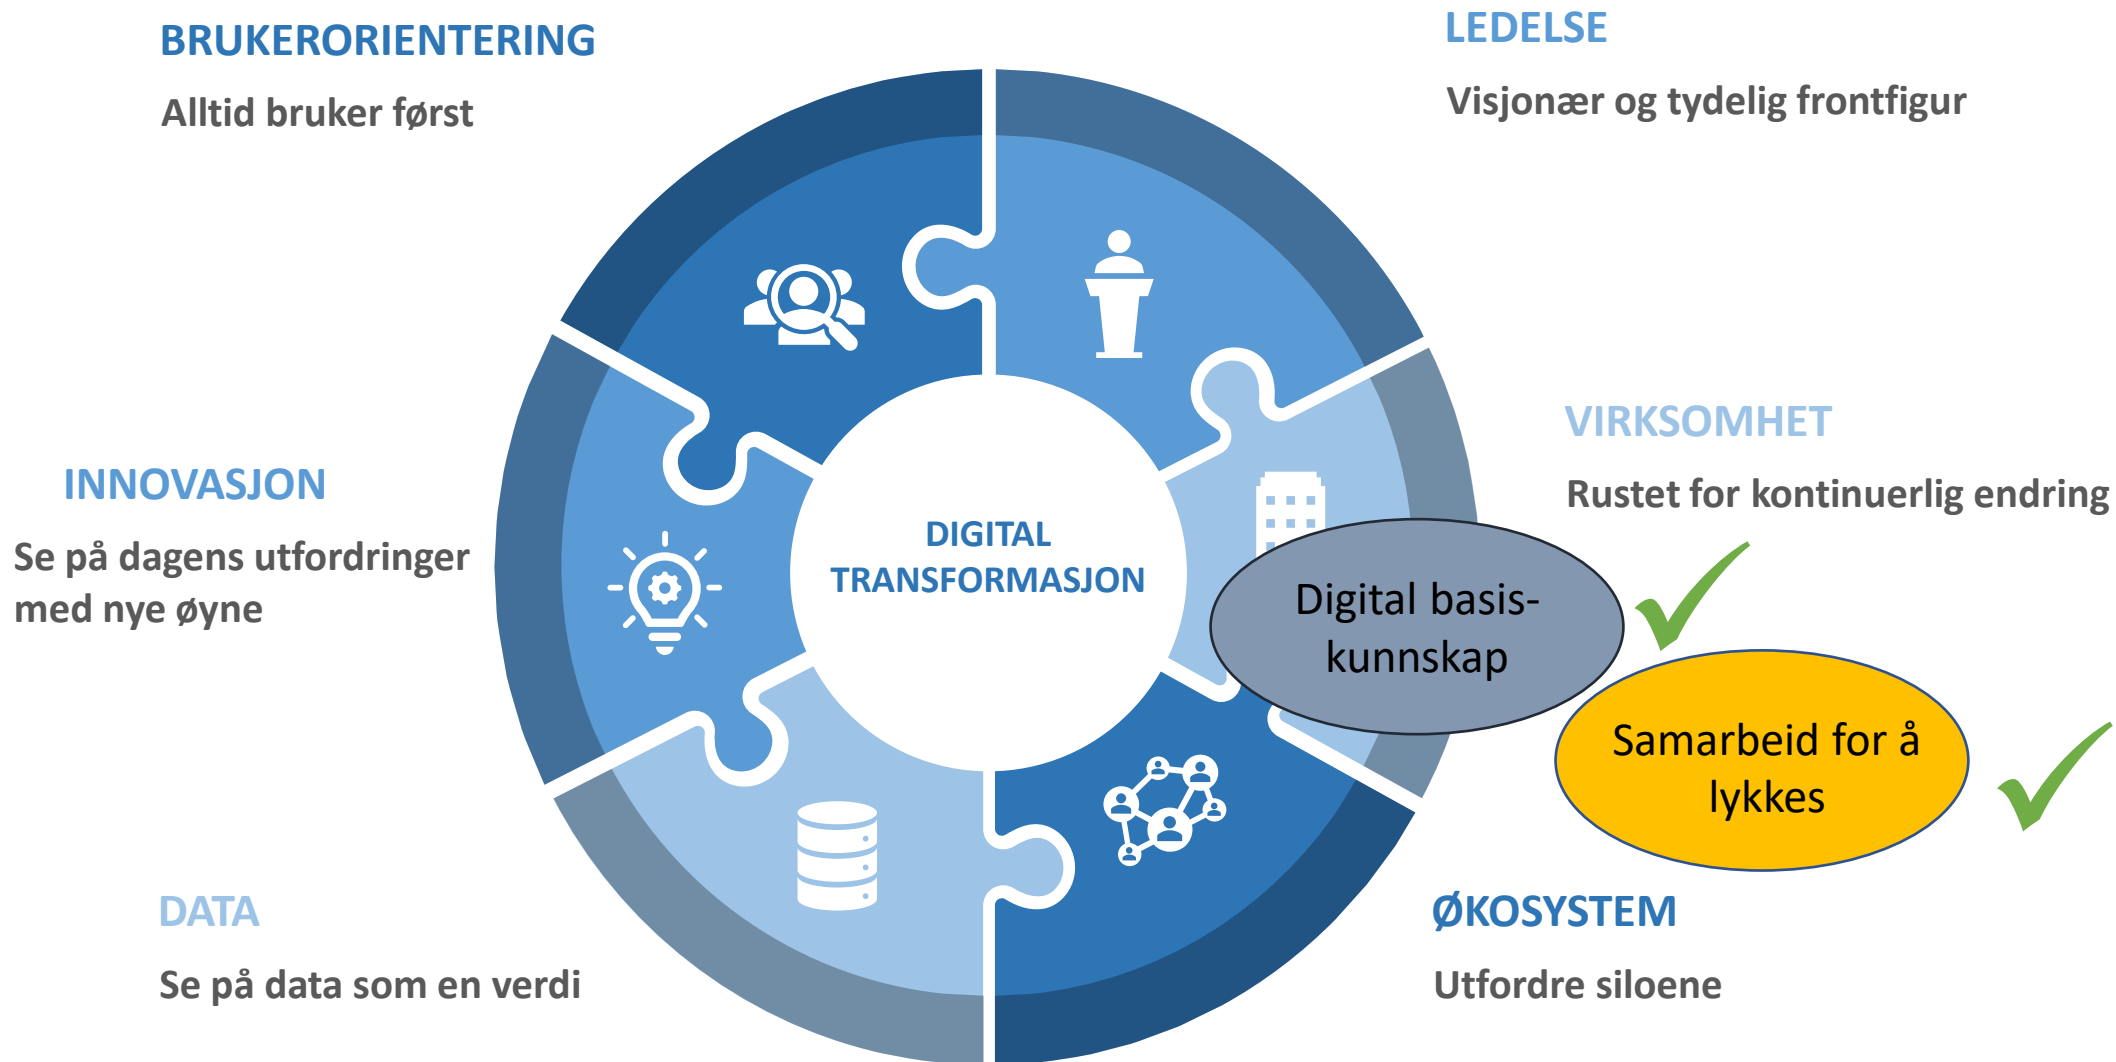 BRUKERORIENTERING
Alltid bruker først
LEDELSE
Visjonær og tydelig frontfigur
VIRKSOMHET
Rustet for kontinuerlig endring
INNOVASJON
Se på dagens utfordringer
med nye øyne
DIGITAL
TRANSFORMASJON
Digital basis-
kunnskap
Samarbeid for å
lykkes
DATA
Se på data som en verdi
ØKOSYSTEM
Utfordre siloene